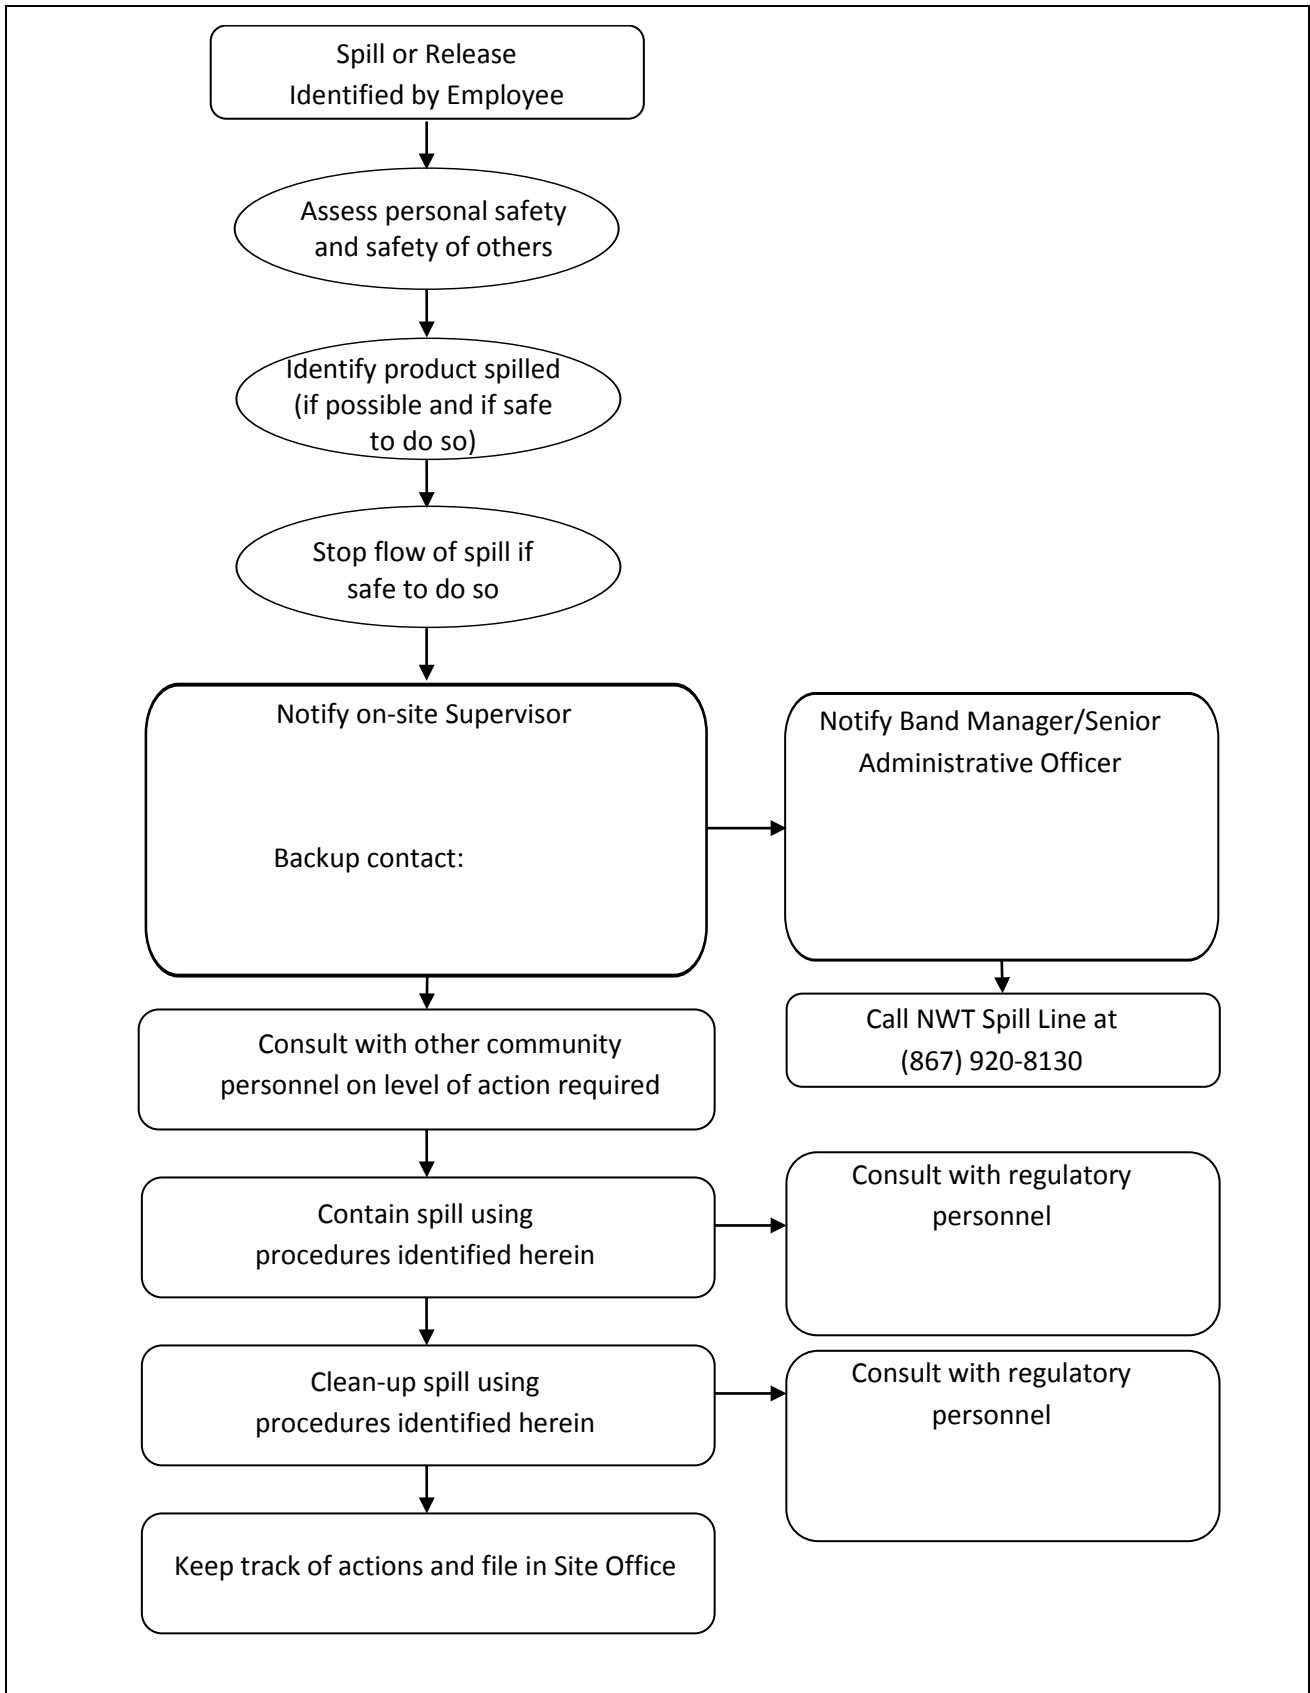 Spill or Release
Identified by Employee
Assess personal safety
and safety of others
Identify product spilled
(if possible and if safe
to do so)
Stop flow of spill if
safe to do so
Notify on-site Supervisor
Backup contact:
Notify Band Manager/Senior
Administrative Officer
Call NWT Spill Line at
(867) 920-8130
Consult with other community
personnel on level of action required
Contain spill using
procedures identified herein
Consult with regulatory
personnel
Clean-up spill using
procedures identified herein
Consult with regulatory
personnel
Keep track of actions and file in Site Office